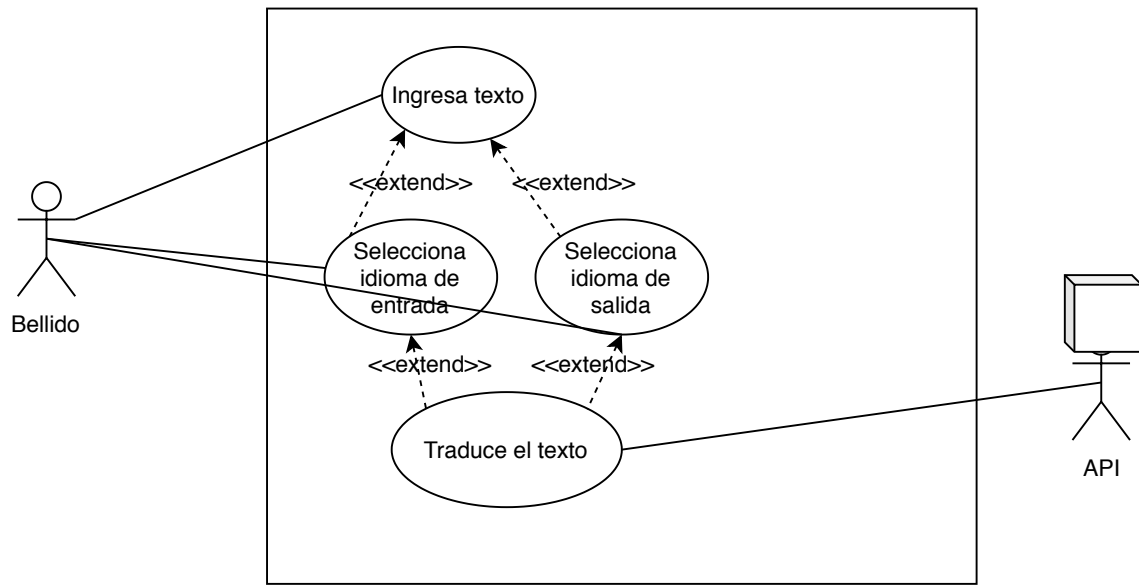 Ingresa texto
<<extend>>
<<extend>>
Selecciona
idioma de
entrada
Selecciona
idioma de
salida
Bellido
<<extend>>
<<extend>>
Traduce el texto
API